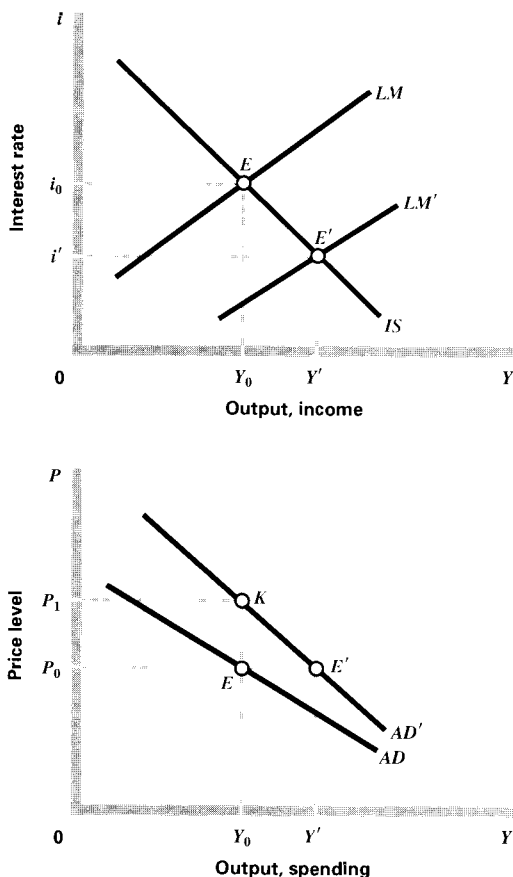 i
Interest rate
LM
E
i₀
LM′
E′
i′
IS
0
Y₀
Y′
Y
Output, income
P
Price level
P₁
K
P₀
E
E′
AD′
AD
0
Y₀
Y′
Y
Output, spending